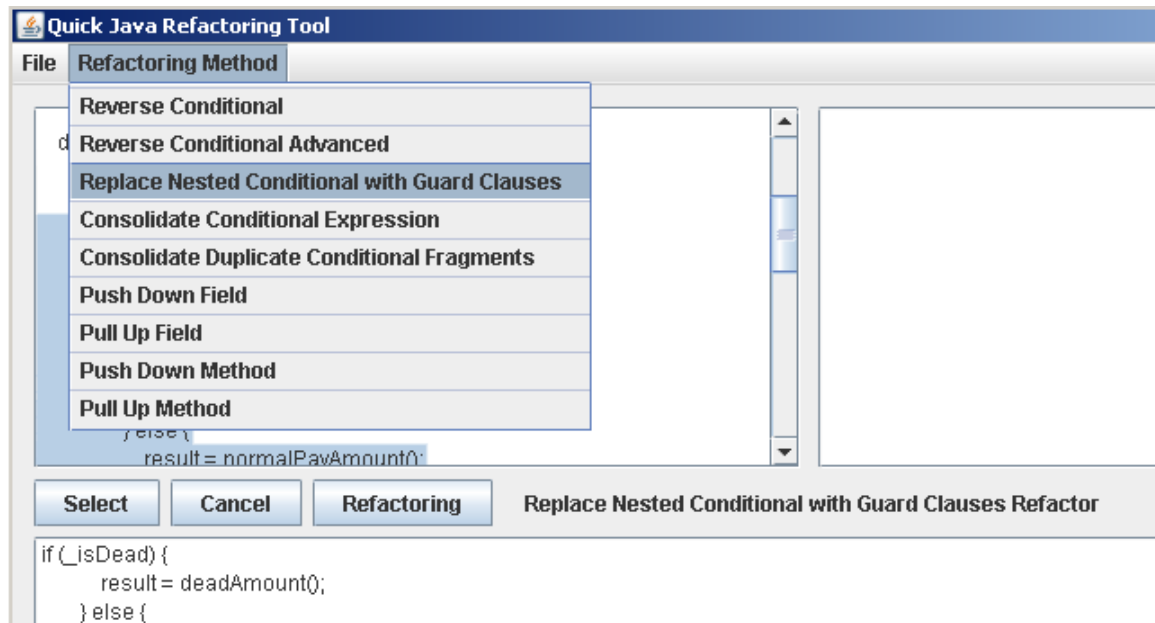 Quick Java Refactoring Tool
File Refactoring Method
Reverse Conditional
d Reverse Conditional Advanced
Replace Nested Conditional with Guard Clauses
Consolidate Conditional Expression
Consolidate Duplicate Conditional Fragments
Push Down Field
Pull Up Field
Push Down Method
Pull Up Method
} else {
result = normalPayAmount();
Select Cancel Refactoring Replace Nested Conditional with Guard Clauses Refactor
if (_isDead) {
result = deadAmount();
} else {